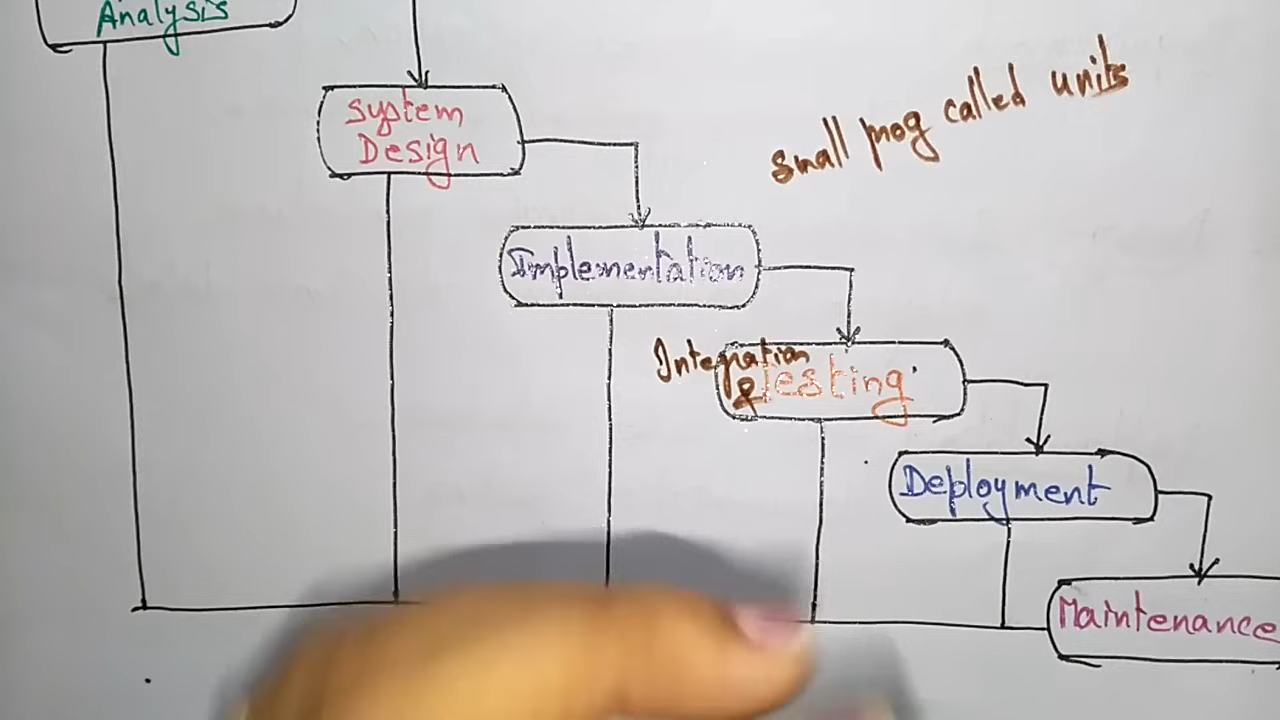 Analysis
System
Design
small prog called units
Implementation
Integration
& Testing
Deployment
Maintenance